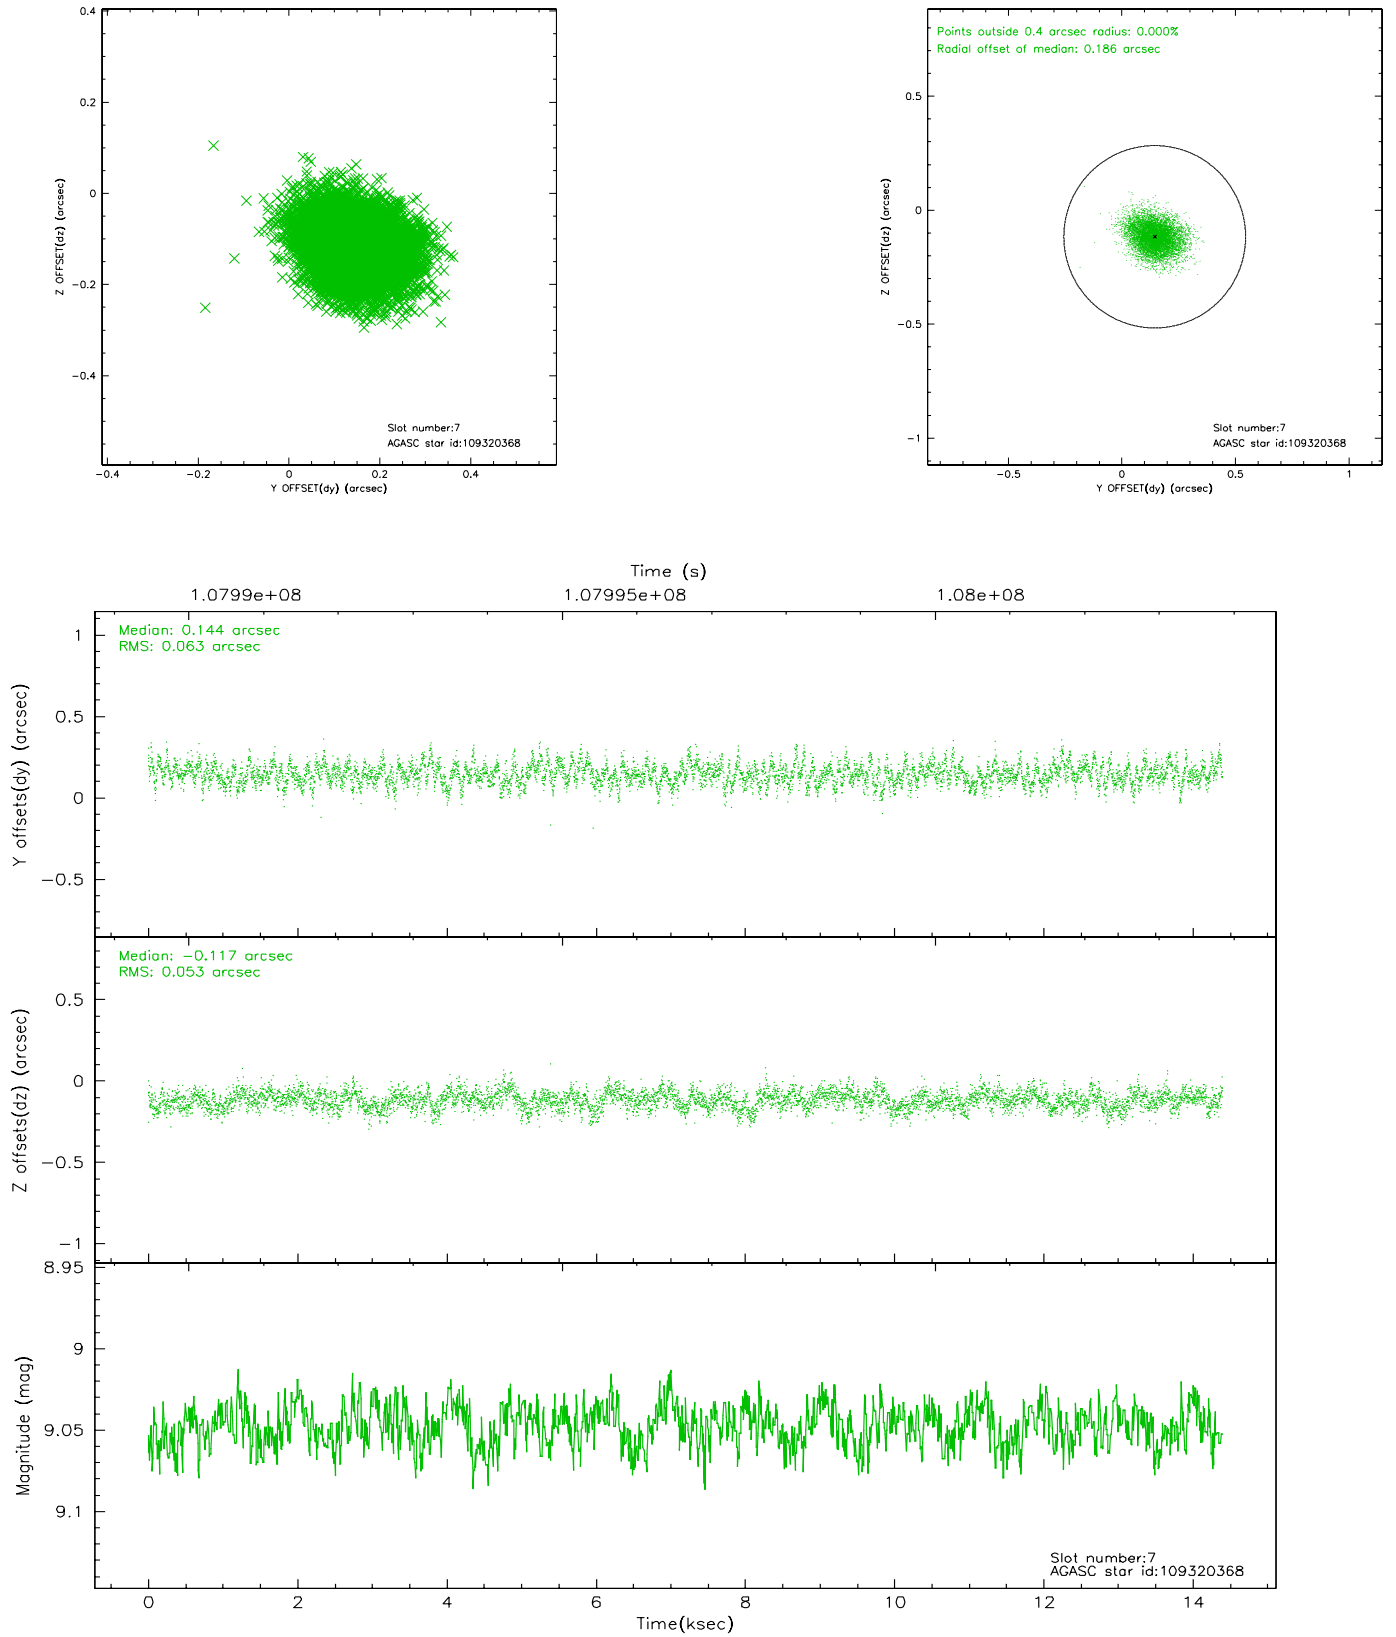 0.4
0.2
0
−0.2
−0.4
Z OFFSET(dz) (arcsec)
Slot number:7
AGASC star id:109320368
−0.4 −0.2 0 0.2 0.4
Y OFFSET(dy) (arcsec)
Points outside 0.4 arcsec radius: 0.000%
Radial offset of median: 0.186 arcsec
0.5
0
−0.5
−1
Z OFFSET(dz) (arcsec)
Slot number:7
AGASC star id:109320368
−0.5 0 0.5 1
Y OFFSET(dy) (arcsec)
Time (s)
1.0799e+08 1.07995e+08 1.08e+08
Median: 0.144 arcsec
RMS: 0.063 arcsec
1
0.5
0
−0.5
Y offsets(dy) (arcsec)
Median: −0.117 arcsec
RMS: 0.053 arcsec
0.5
0
−0.5
−1
Z offsets(dz) (arcsec)
8.95
9
9.05
9.1
Magnitude (mag)
Slot number:7
AGASC star id:109320368
0 2 4 6 8 10 12 14
Time(ksec)